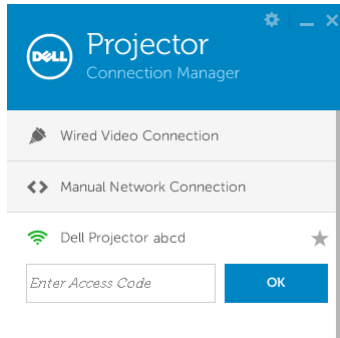 DELL
Projector
Connection Manager
Wired Video Connection
Manual Network Connection
Dell Projector abcd
Enter Access Code
OK